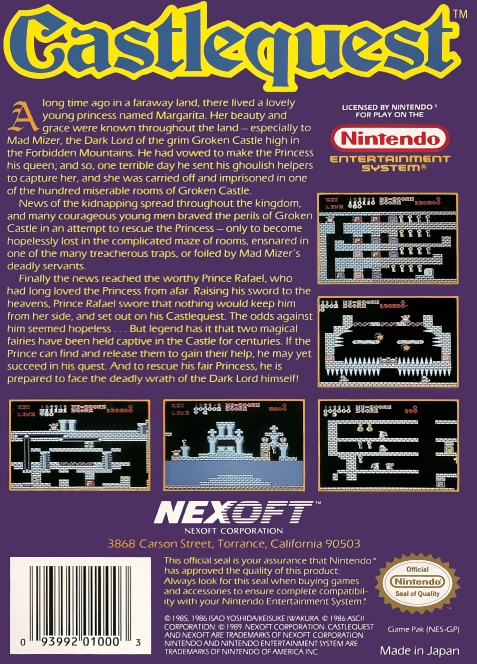 Castlequest™
A long time ago in a faraway land, there lived a lovely
young princess named Margarita. Her beauty and
grace were known throughout the land – especially to
Mad Mizer, the Dark Lord of the grim Groken Castle high in
the Forbidden Mountains. He had vowed to make the Princess
his queen; and so, one terrible day he sent his ghoulish helpers
to capture her, and she was carried off and imprisoned in one
of the hundred miserable rooms of Groken Castle.
News of the kidnapping spread throughout the kingdom,
and many courageous young men braved the perils of Groken
Castle in an attempt to rescue the Princess – only to become
hopelessly lost in the complicated maze of rooms, ensnared in
one of the many treacherous traps, or foiled by Mad Mizer's
deadly servants.
Finally the news reached the worthy Prince Rafael, who
had long loved the Princess from afar. Raising his sword to the
heavens, Prince Rafael swore that nothing would keep him
from her side, and set out on his Castlequest. The odds against
him seemed hopeless . . . But legend has it that two magical
fairies have been held captive in the Castle for centuries. If the
Prince can find and release them to gain their help, he may yet
succeed in his quest. And to rescue his fair Princess, he is
prepared to face the deadly wrath of the Dark Lord himself!
LICENSED BY NINTENDO®
FOR PLAY ON THE
Nintendo®
ENTERTAINMENT
SYSTEM®
NEXOFT™
NEXOFT CORPORATION
3868 Carson Street, Torrance, California 90503
This official seal is your assurance that Nintendo®
has approved the quality of this product.
Always look for this seal when buying games
and accessories to ensure complete compatibil-
ity with your Nintendo Entertainment System.®
© 1985, 1986 ISAO YOSHIDA/KEISUKE IWAKURA. © 1986 ASCII
CORPORATION. © 1989 NEXOFT CORPORATION. CASTLEQUEST
AND NEXOFT ARE TRADEMARKS OF NEXOFT CORPORATION.
NINTENDO AND NINTENDO ENTERTAINMENT SYSTEM ARE
TRADEMARKS OF NINTENDO OF AMERICA INC.
Official
Nintendo®
Seal of Quality
Game Pak (NES-GP)
Made in Japan
0 93992 01000 3